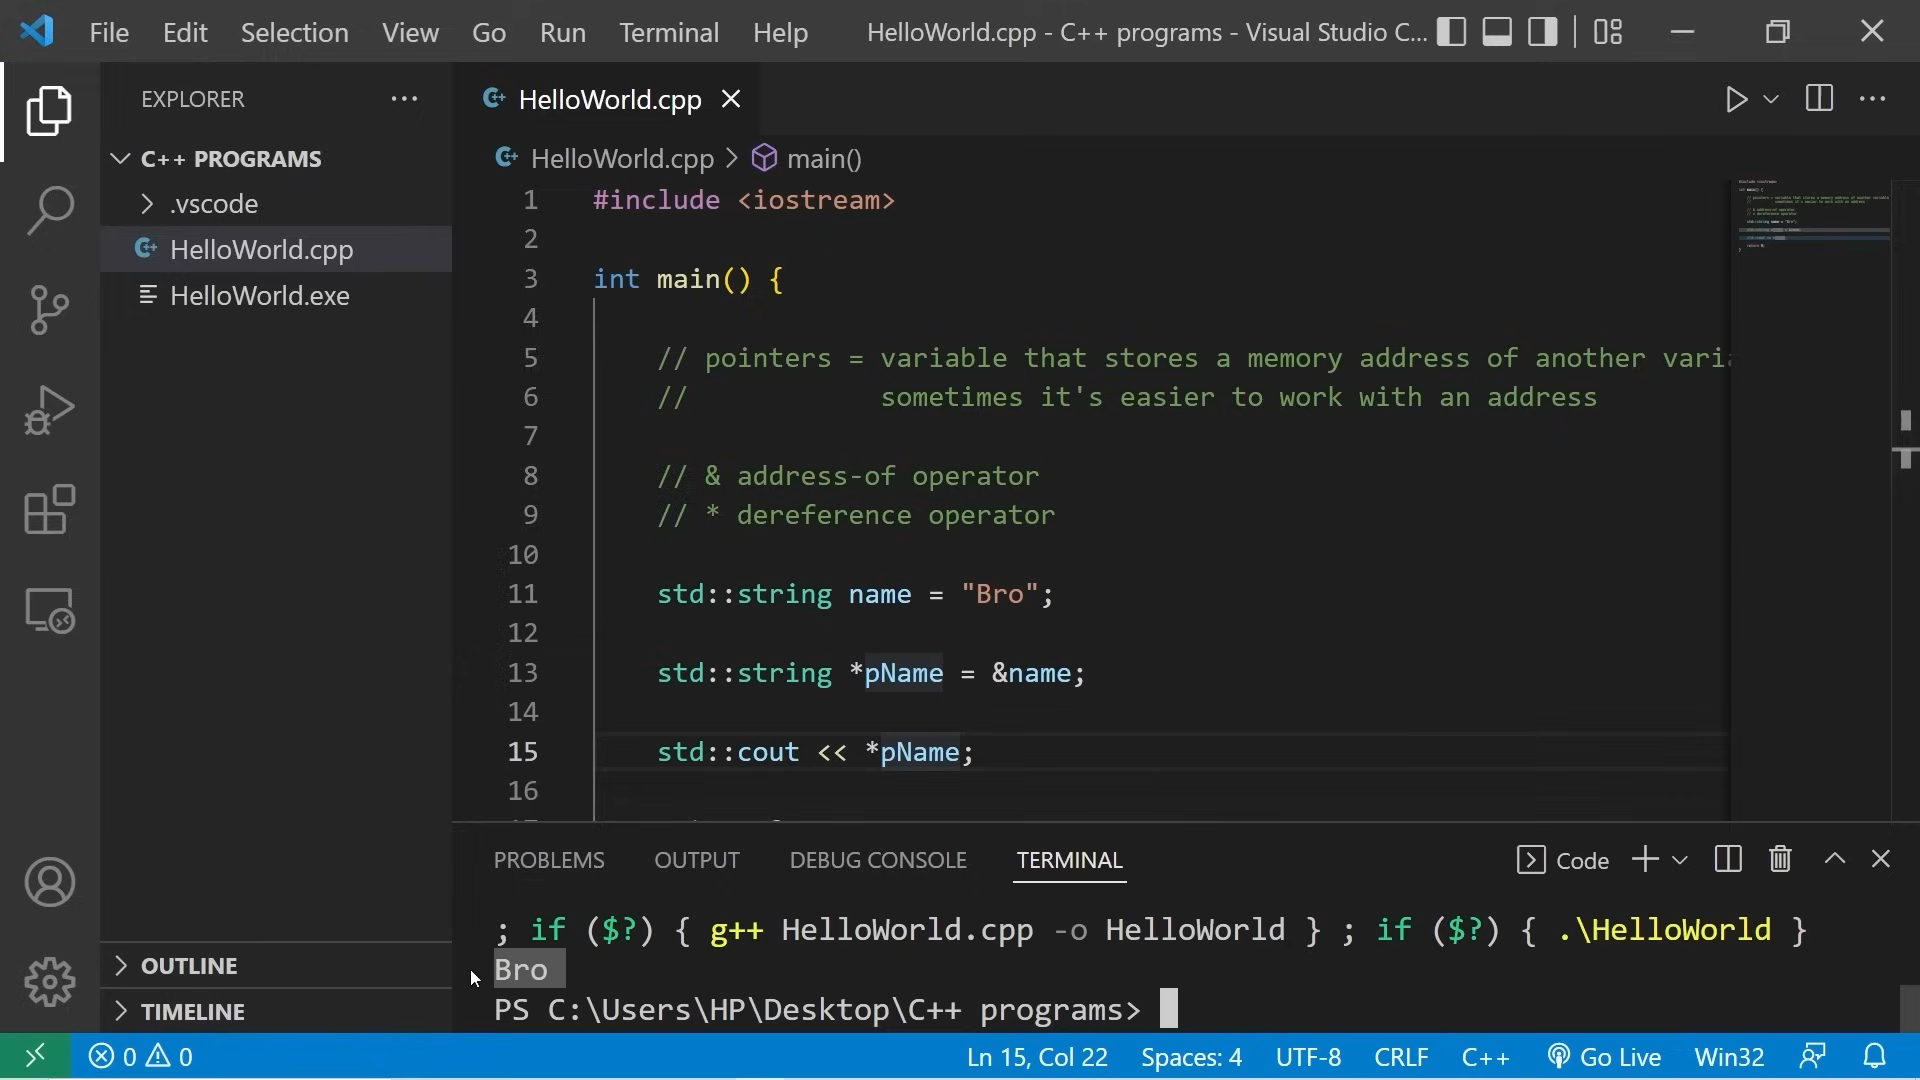 File Edit Selection View Go Run Terminal Help HelloWorld.cpp - C++ programs - Visual Studio C...
EXPLORER
C++ PROGRAMS
.vscode
HelloWorld.cpp
HelloWorld.exe
OUTLINE
TIMELINE
HelloWorld.cpp
HelloWorld.cpp > main()
1 #include <iostream>
2
3 int main() {
4
5 // pointers = variable that stores a memory address of another vari
6 // sometimes it's easier to work with an address
7
8 // & address-of operator
9 // * dereference operator
10
11 std::string name = "Bro";
12
13 std::string *pName = &name;
14
15 std::cout << *pName;
16
PROBLEMS OUTPUT DEBUG CONSOLE TERMINAL Code
; if ($?) { g++ HelloWorld.cpp -o HelloWorld } ; if ($?) { .\HelloWorld }
Bro
PS C:\Users\HP\Desktop\C++ programs>
0 0 Ln 15, Col 22 Spaces: 4 UTF-8 CRLF C++ Go Live Win32